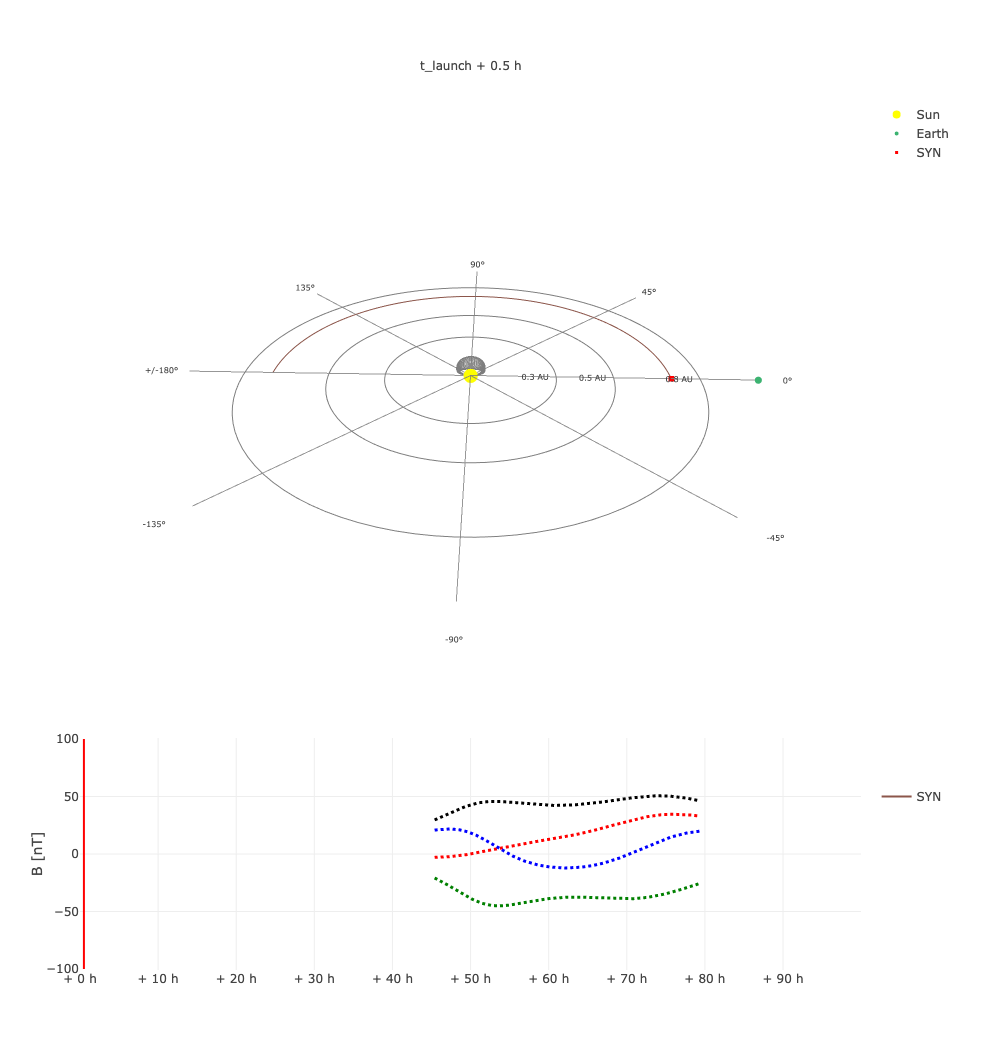 t_launch + 0.5 h
Sun
Earth
SYN
90°
135°
45°
+/-180°
0.3 AU
0.5 AU
0.8 AU
0°
-135°
-45°
-90°
100
50
0
−50
−100
B [nT]
SYN
+ 0 h
+ 10 h
+ 20 h
+ 30 h
+ 40 h
+ 50 h
+ 60 h
+ 70 h
+ 80 h
+ 90 h